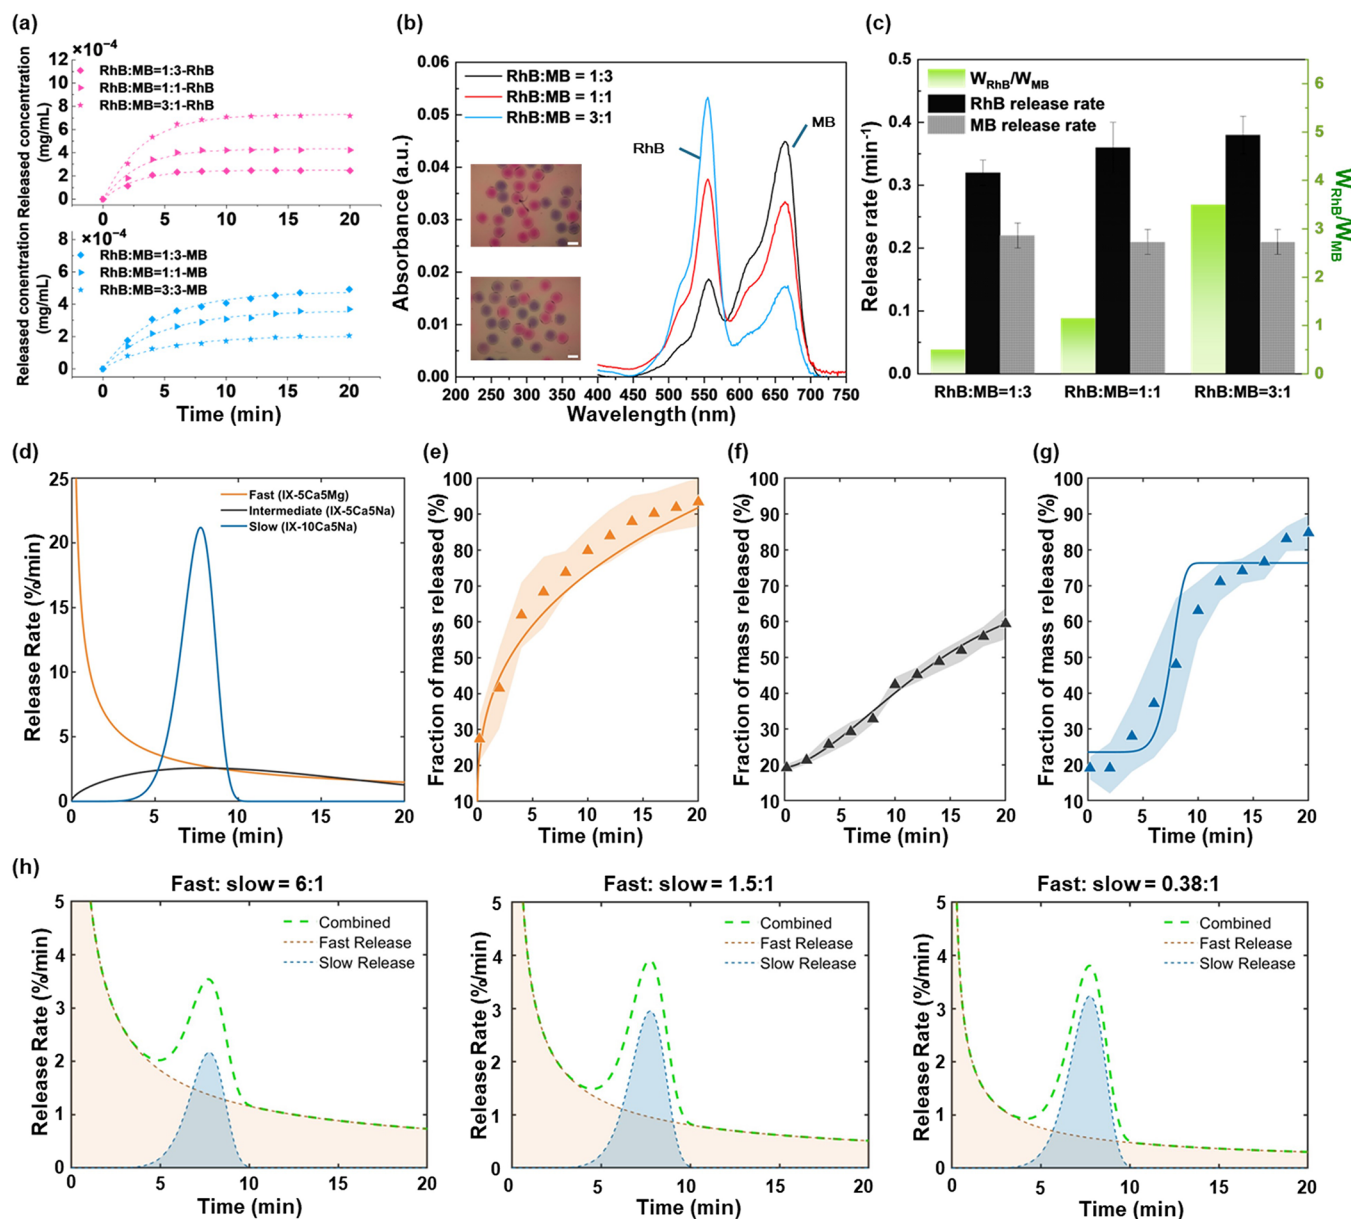 (a)
×10⁻⁴
12
10
8
6
4
2
0
RhB:MB=1:3-RhB
RhB:MB=1:1-RhB
RhB:MB=3:1-RhB
0 5 10 15 20
Released concentration Released concentration
(mg/mL)
(mg/mL)
×10⁻⁴
8
6
4
2
0
RhB:MB=1:3-MB
RhB:MB=1:1-MB
RhB:MB=3:3-MB
0 5 10 15 20
Time (min)
(b)
Absorbance (a.u.)
0.06
0.05
0.04
0.03
0.02
0.01
0.00
RhB:MB = 1:3
RhB:MB = 1:1
RhB:MB = 3:1
RhB
MB
200 250 300 350 400 450 500 550 600 650 700 750
Wavelength (nm)
(c)
Release rate (min⁻¹)
0.5
0.4
0.3
0.2
0.1
0.0
W_RhB/W_MB
RhB release rate
MB release rate
6
5
4
3
2
1
0
W_RhB/W_MB
RhB:MB=1:3 RhB:MB=1:1 RhB:MB=3:1
(d)
Release Rate (%/min)
25
20
15
10
5
0
Fast (IX-5Ca5Mg)
Intermediate (IX-5Ca5Na)
Slow (IX-10Ca5Na)
0 5 10 15 20
Time (min)
(e)
Fraction of mass released (%)
100
90
80
70
60
50
40
30
20
10
0 5 10 15 20
Time (min)
(f)
Fraction of mass released (%)
100
90
80
70
60
50
40
30
20
10
0 5 10 15 20
Time (min)
(g)
Fraction of mass released (%)
100
90
80
70
60
50
40
30
20
10
0 5 10 15 20
Time (min)
(h)
Fast: slow = 6:1
Release Rate (%/min)
5
4
3
2
1
0
Combined
Fast Release
Slow Release
0 5 10 15 20
Time (min)
Fast: slow = 1.5:1
Release Rate (%/min)
5
4
3
2
1
0
Combined
Fast Release
Slow Release
0 5 10 15 20
Time (min)
Fast: slow = 0.38:1
Release Rate (%/min)
5
4
3
2
1
0
Combined
Fast Release
Slow Release
0 5 10 15 20
Time (min)